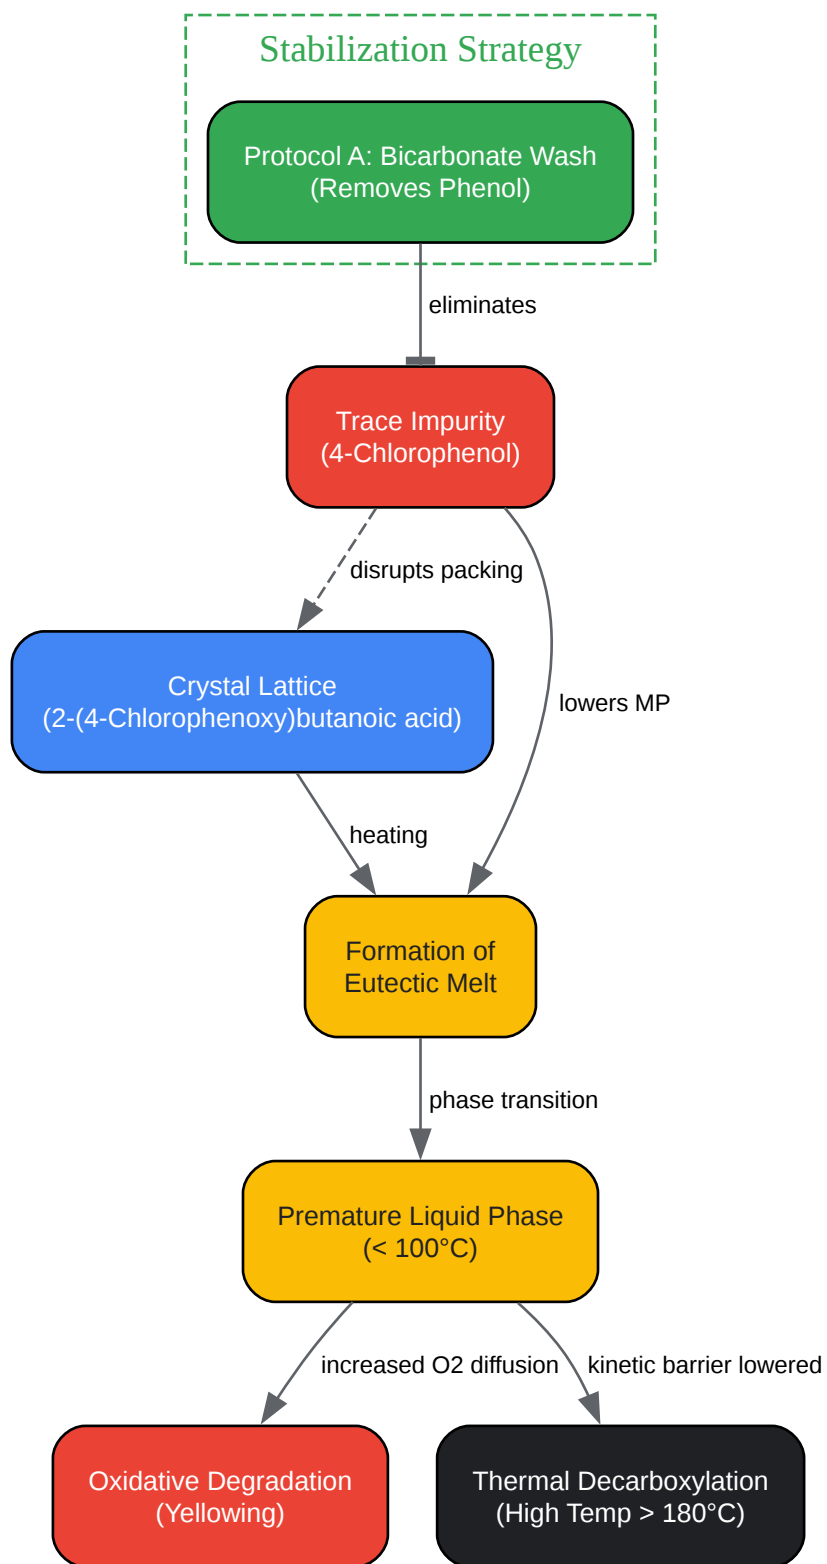 Stabilization Strategy
Protocol A: Bicarbonate Wash
(Removes Phenol)
eliminates
Trace Impurity
(4-Chlorophenol)
disrupts packing
Crystal Lattice
(2-(4-Chlorophenoxy)butanoic acid)
lowers MP
heating
Formation of
Eutectic Melt
phase transition
Premature Liquid Phase
(< 100°C)
increased O2 diffusion
kinetic barrier lowered
Oxidative Degradation
(Yellowing)
Thermal Decarboxylation
(High Temp > 180°C)